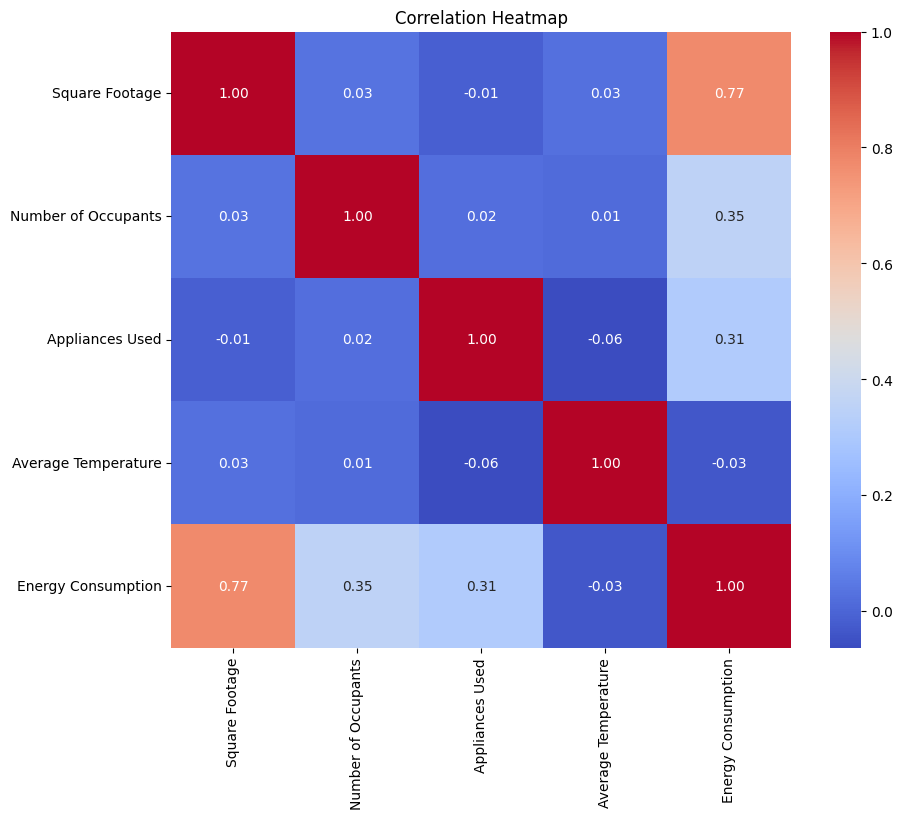 Correlation Heatmap
Square Footage 1.00 0.03 -0.01 0.03 0.77
Number of Occupants 0.03 1.00 0.02 0.01 0.35
Appliances Used -0.01 0.02 1.00 -0.06 0.31
Average Temperature 0.03 0.01 -0.06 1.00 -0.03
Energy Consumption 0.77 0.35 0.31 -0.03 1.00
Square Footage
Number of Occupants
Appliances Used
Average Temperature
Energy Consumption
1.0
0.8
0.6
0.4
0.2
0.0